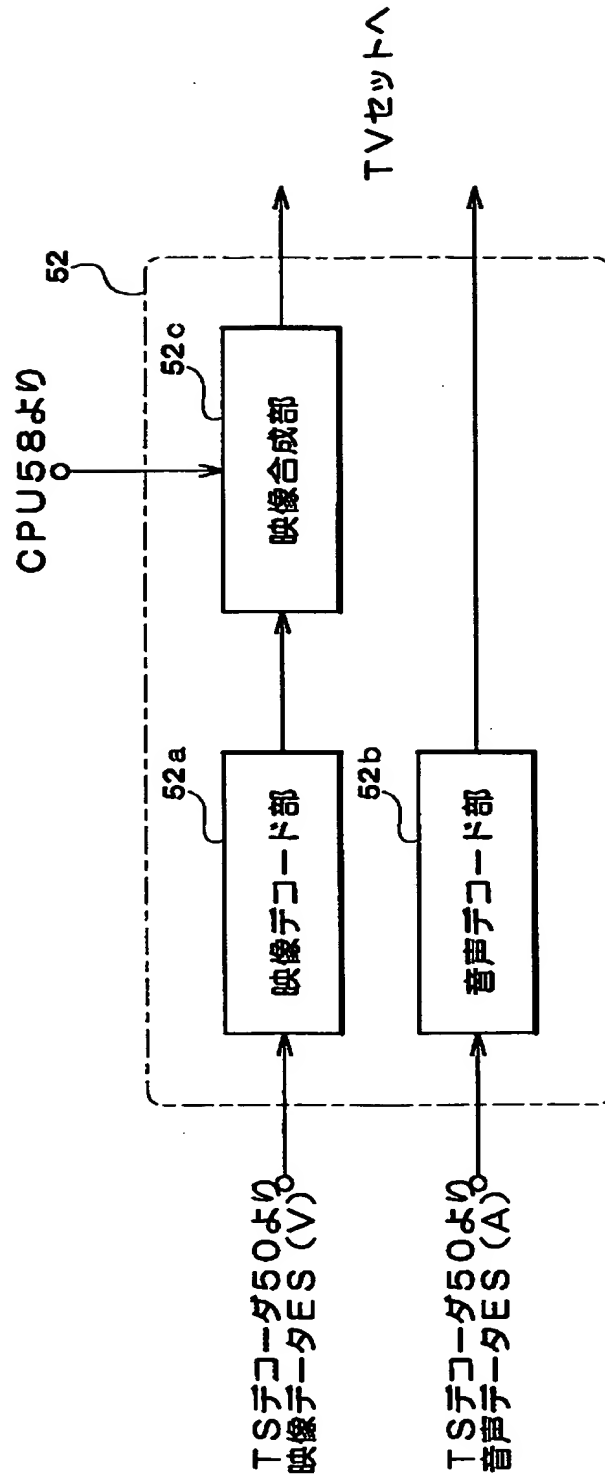 CPU58より
52
52c
映像合成部
TVセットへ
52a
映像デコード部
52b
音声デコード部
TSデコーダ50より
映像データES(V)
TSデコーダ50より
音声データES(A)